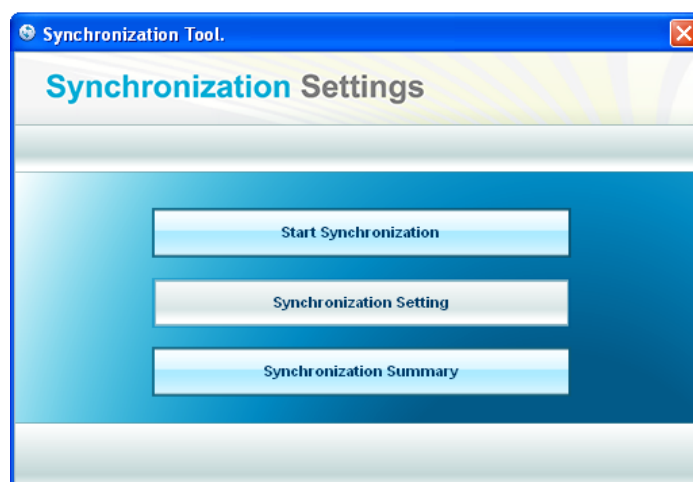 Synchronization Tool.
Synchronization Settings
Start Synchronization
Synchronization Setting
Synchronization Summary